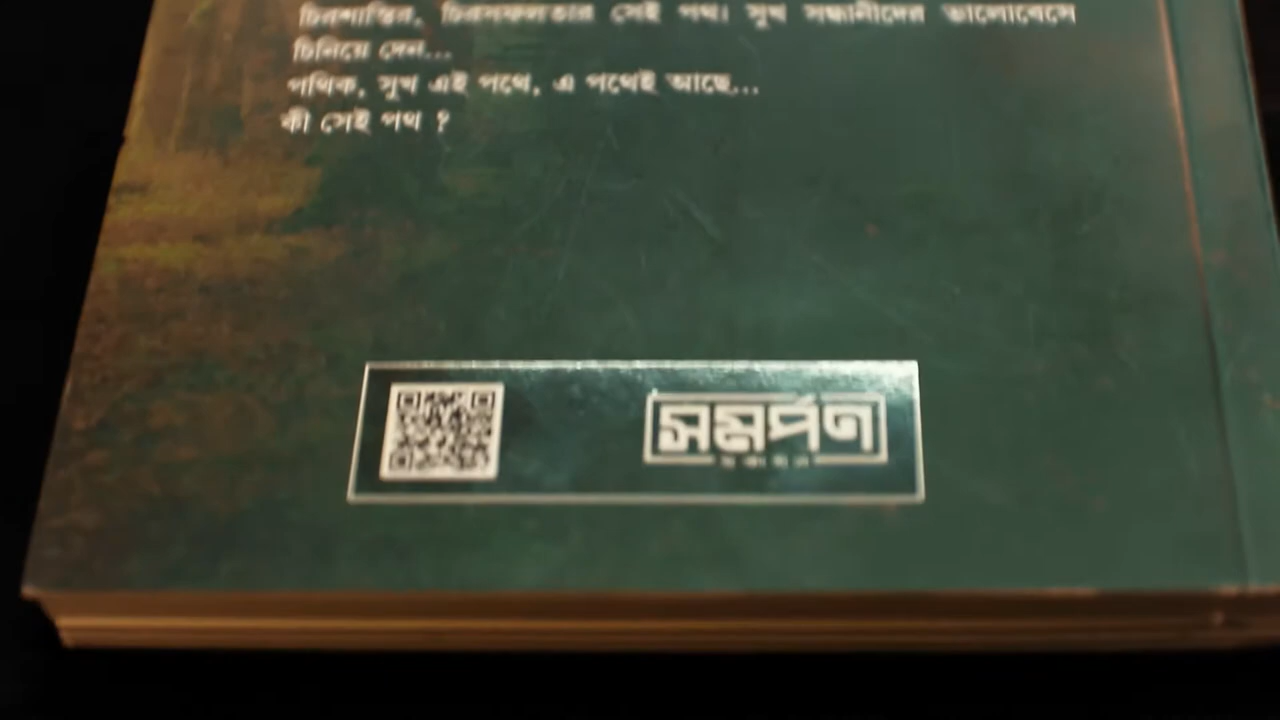 চিরশান্তির, চিরসফলতার সেই পথ। সুখ সন্ধানীদের ভালোবেসে
চিনিয়ে দেন...
পথিক, সুখ এই পথে, এ পথেই আছে...
কী সেই পথ ?
সমর্পণ